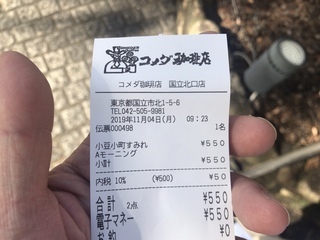 コメダ珈琲店
コメダ珈琲店 国立北口店
東京都国立市北1-5-6
TEL042-505-9981
2019年11月04日(月) 09:23
伝票000498 1名
小豆小町すみれ ¥550
Aモーニング
小計 ¥550
内税 10% (¥500) ¥50
合計 2点 ¥550
電子マネー ¥550
お釣 ¥0